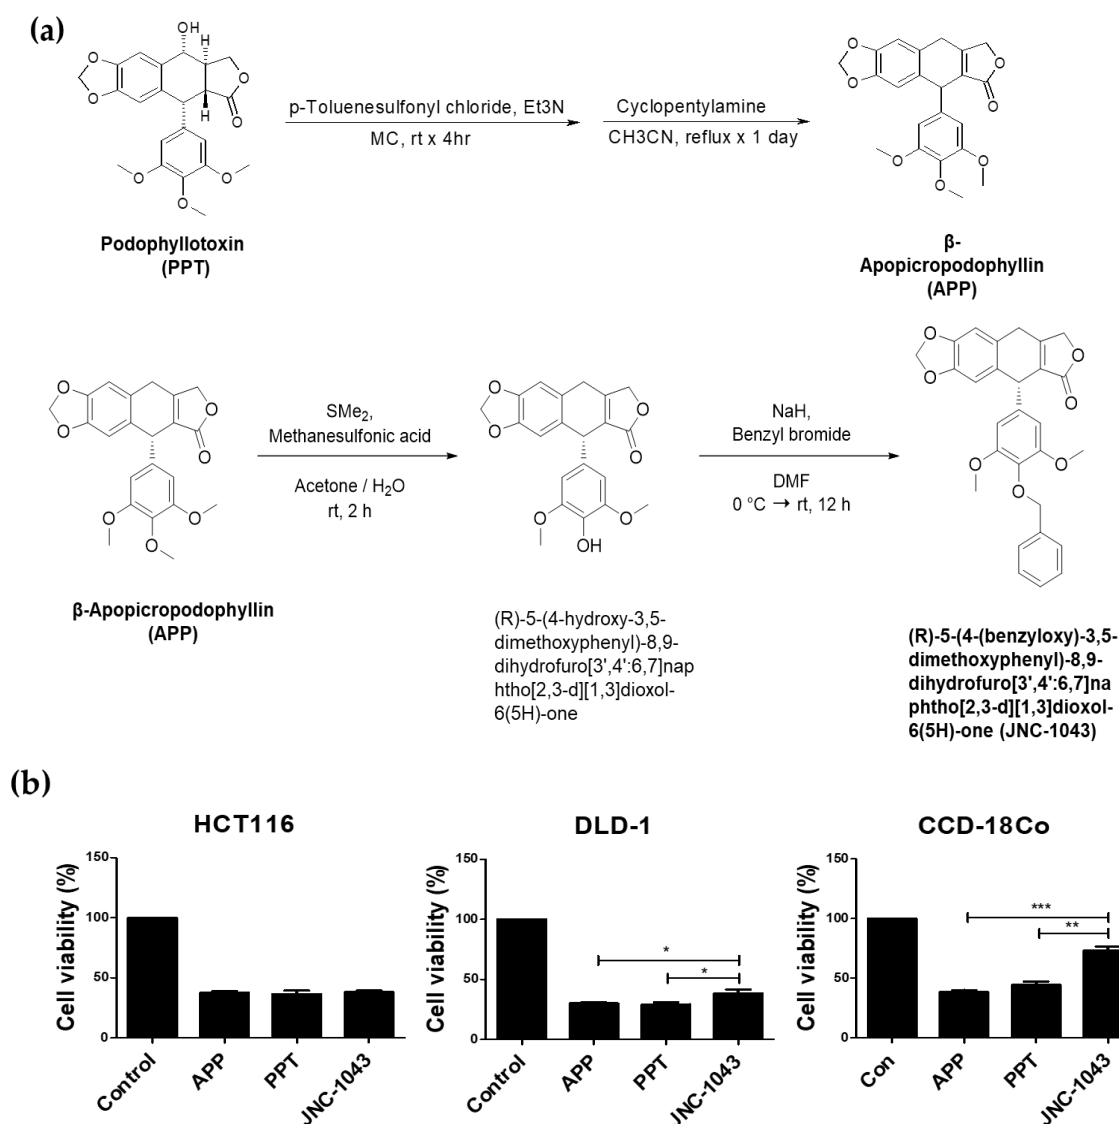 (a)
OH
H
O
O
O
O
H
O
O
O
Podophyllotoxin
(PPT)
p-Toluenesulfonyl chloride, Et3N
MC, rt x 4hr
Cyclopentylamine
CH3CN, reflux x 1 day
O
O
O
O
O
O
O
β-
Apopicropodophyllin
(APP)
O
O
O
O
O
O
O
β-Apopicropodophyllin
(APP)
SMe2,
Methanesulfonic acid
Acetone / H2O
rt, 2 h
O
O
O
O
O
O
OH
(R)-5-(4-hydroxy-3,5-
dimethoxyphenyl)-8,9-
dihydrofuro[3',4':6,7]nap
htho[2,3-d][1,3]dioxol-
6(5H)-one
NaH,
Benzyl bromide
DMF
0 °C → rt, 12 h
O
O
O
O
O
O
O
(R)-5-(4-(benzyloxy)-3,5-
dimethoxyphenyl)-8,9-
dihydrofuro[3',4':6,7]na
phtho[2,3-d][1,3]dioxol-
6(5H)-one (JNC-1043)
(b)
HCT116
Cell viability (%)
150
100
50
0
Control
APP
PPT
JNC-1043
DLD-1
Cell viability (%)
150
100
50
0
*
*
Control
APP
PPT
JNC-1043
CCD-18Co
Cell viability (%)
150
100
50
0
***
**
Con
APP
PPT
JNC-1043